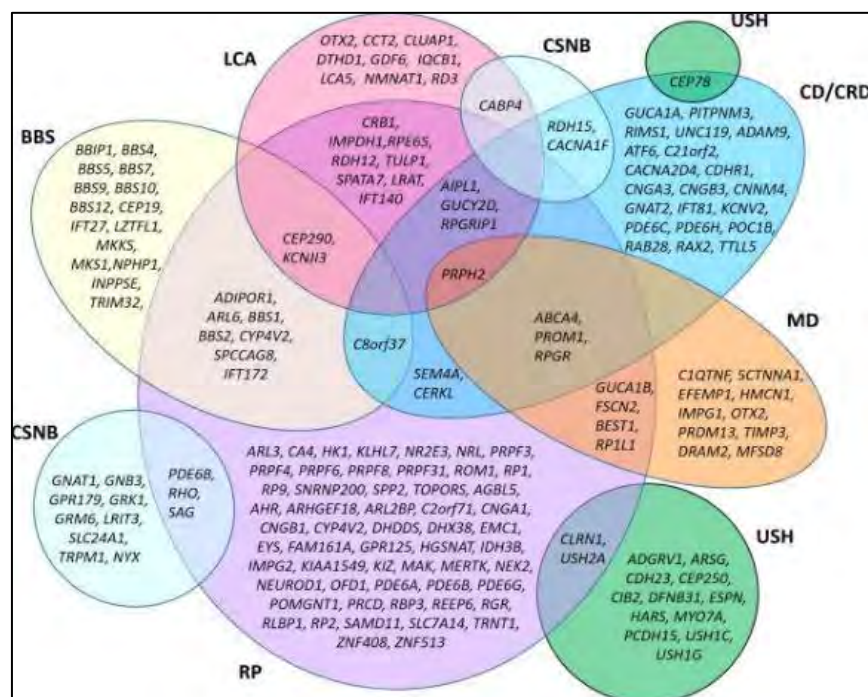 USH
CSNB
LCA
OTX2, CCT2, CLUAP1,
DTHD1, GDF6, IQCB1,
LCA5, NMNAT1, RD3
CEP78
CD/CRD
CABP4
RDH15,
CACNA1F
GUCA1A, PITPNM3,
RIMS1, UNC119, ADAM9,
ATF6, C21orf2,
CACNA2D4, CDHR1,
CNGA3, CNGB3, CNNM4,
GNAT2, IFT81, KCNV2,
PDE6C, PDE6H, POC1B,
RAB28, RAX2, TTLL5
BBS
BBIP1, BBS4,
BBS5, BBS7,
BBS9, BBS10,
BBS12, CEP19,
IFT27, LZTFL1,
MKKS,
MKS1,NPHP1,
INPPSE,
TRIM32,
CRB1,
IMPDH1,RPE65,
RDH12, TULP1,
SPATA7, LRAT,
IFT140
AIPL1,
GUCY2D,
RPGRIP1
CEP290,
KCNJI3
PRPH2
ADIPOR1,
ARL6, BBS1,
BBS2, CYP4V2,
SPCCAG8,
IFT172
C8orf37
ABCA4,
PROM1,
RPGR
MD
SEM4A,
CERKL
GUCA1B,
FSCN2,
BEST1,
RP1L1
C1QTNF, SCTNNA1,
EFEMP1, HMCN1,
IMPG1, OTX2,
PRDM13, TIMP3,
DRAM2, MFSD8
CSNB
GNAT1, GNB3,
GPR179, GRK1,
GRM6, LRIT3,
SLC24A1,
TRPM1, NYX
PDE6B,
RHO,
SAG
ARL3, CA4, HK1, KLHL7, NR2E3, NRL, PRPF3,
PRPF4, PRPF6, PRPF8, PRPF31, ROM1, RP1,
RP9, SNRNP200, SPP2, TOPORS, AGBL5,
AHR, ARHGEF18, ARL2BP, C2orf71, CNGA1,
CNGB1, CYP4V2, DHDDS, DHX38, EMC1,
EYS, FAM161A, GPR125, HGSNAT, IDH3B,
IMPG2, KIAA1549, KIZ, MAK, MERTK, NEK2,
NEUROD1, OFD1, PDE6A, PDE6B, PDE6G,
POMGNT1, PRCD, RBP3, REEP6, RGR,
RLBP1, RP2, SAMD11, SLC7A14, TRNT1,
ZNF408, ZNF513
RP
CLRN1,
USH2A
USH
ADGRV1, ARSG,
CDH23, CEP250,
CIB2, DFNB31, ESPN,
HARS, MYO7A,
PCDH15, USH1C,
USH1G